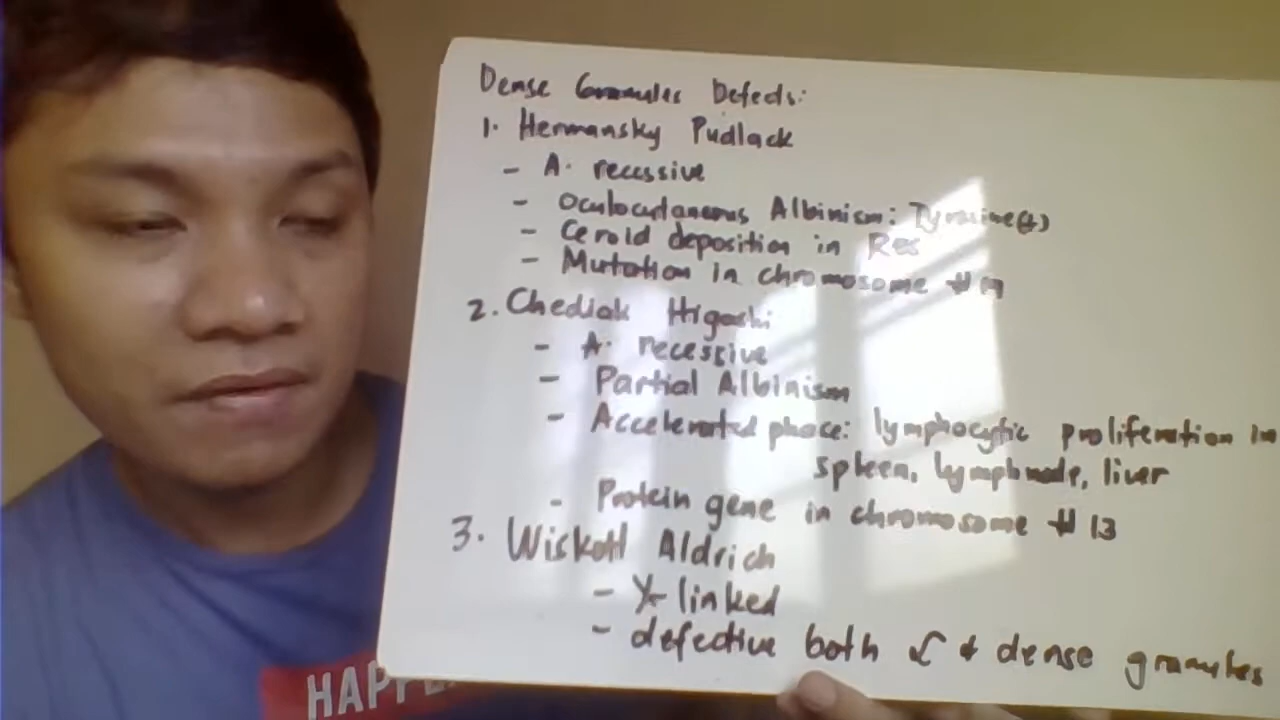 Dense Granules Defects:
1. Hermansky Pudlack
- A. recessive
- Oculocutaneous Albinism: Tyrosine(+)
- Ceroid deposition in Res
- Mutation in chromosome # 19
2. Chediak Higashi
- A. recessive
- Partial Albinism
- Accelerated phase: lymphocytic proliferation in
spleen, lymphnode, liver
- Protein gene in chromosome # 13
3. Wiskott Aldrich
- X-linked
- defective both & dense granules
HAPPE